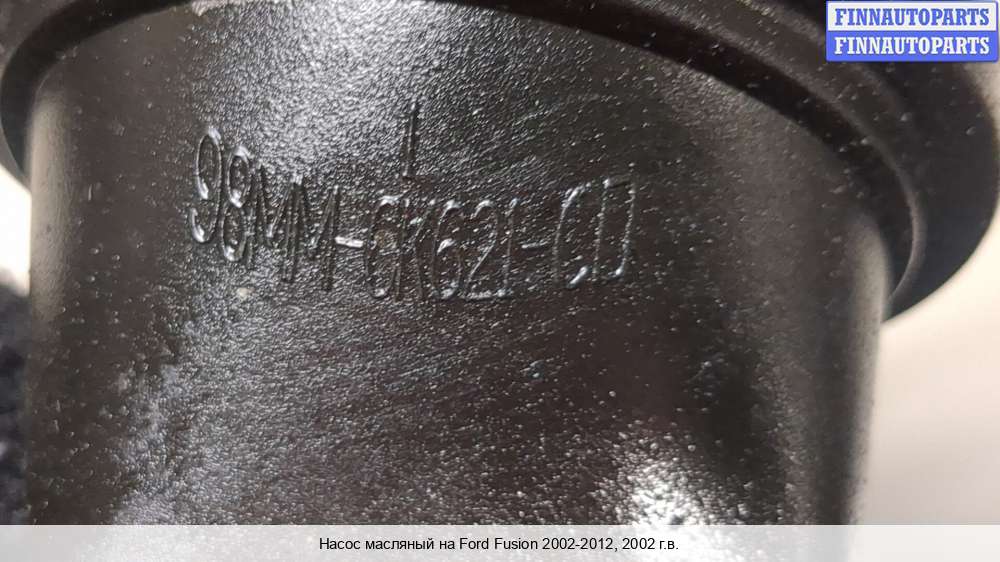 FINNAUTOPARTS
FINNAUTOPARTS
98MM-6K621-CD
Насос масляный на Ford Fusion 2002-2012, 2002 г.в.